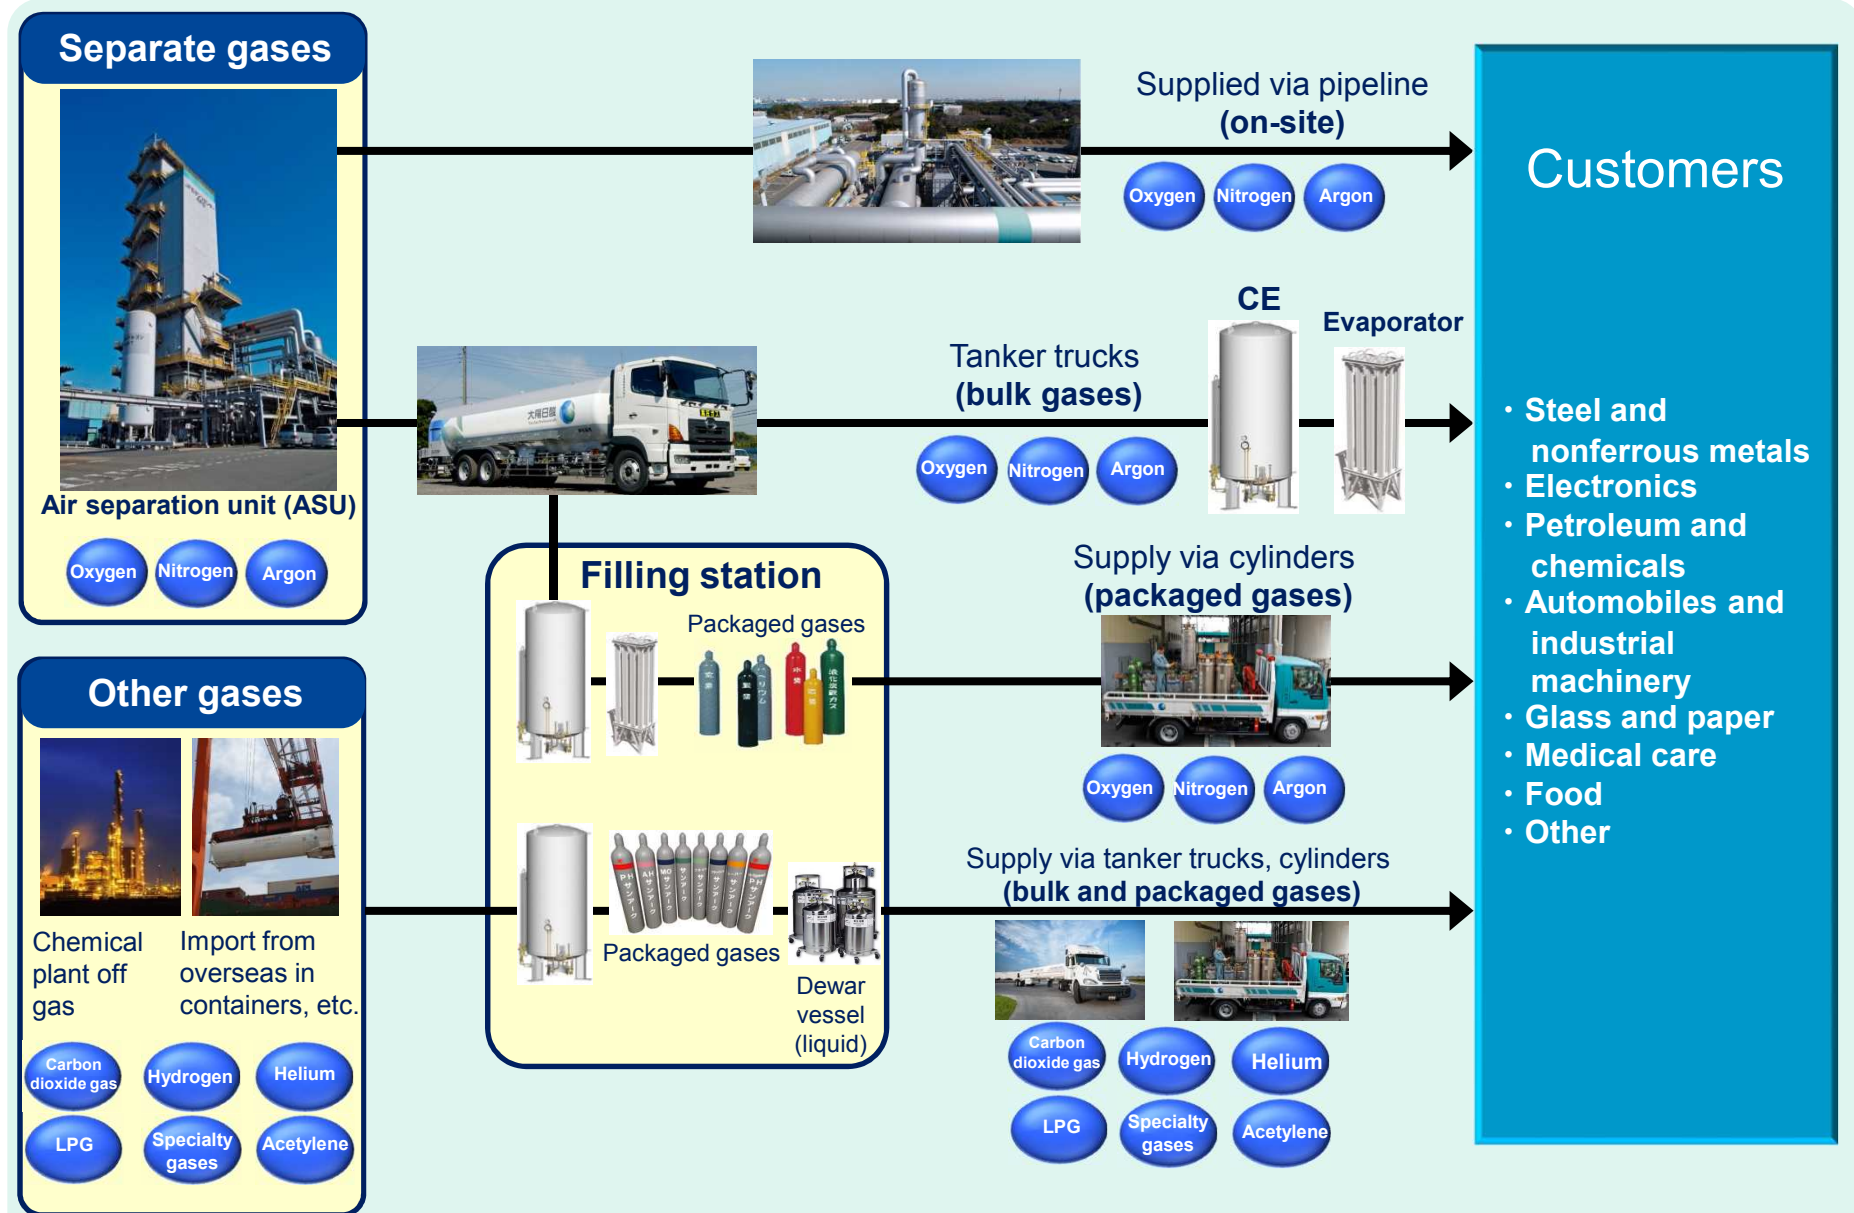 Separate gases
Air separation unit (ASU)
Oxygen
Nitrogen
Argon
Other gases
Chemical
plant off
gas
Import from
overseas in
containers, etc.
Carbon
dioxide gas
Hydrogen
Helium
LPG
Specialty
gases
Acetylene
大陽日酸
Filling station
Packaged gases
Packaged gases
Dewar
vessel
(liquid)
Supplied via pipeline
(on-site)
Oxygen
Nitrogen
Argon
Tanker trucks
(bulk gases)
Oxygen
Nitrogen
Argon
CE
Evaporator
Supply via cylinders
(packaged gases)
Oxygen
Nitrogen
Argon
Supply via tanker trucks, cylinders
(bulk and packaged gases)
Carbon
dioxide gas
Hydrogen
Helium
LPG
Specialty
gases
Acetylene
Customers
・Steel and
nonferrous metals
・Electronics
・Petroleum and
chemicals
・Automobiles and
industrial
machinery
・Glass and paper
・Medical care
・Food
・Other